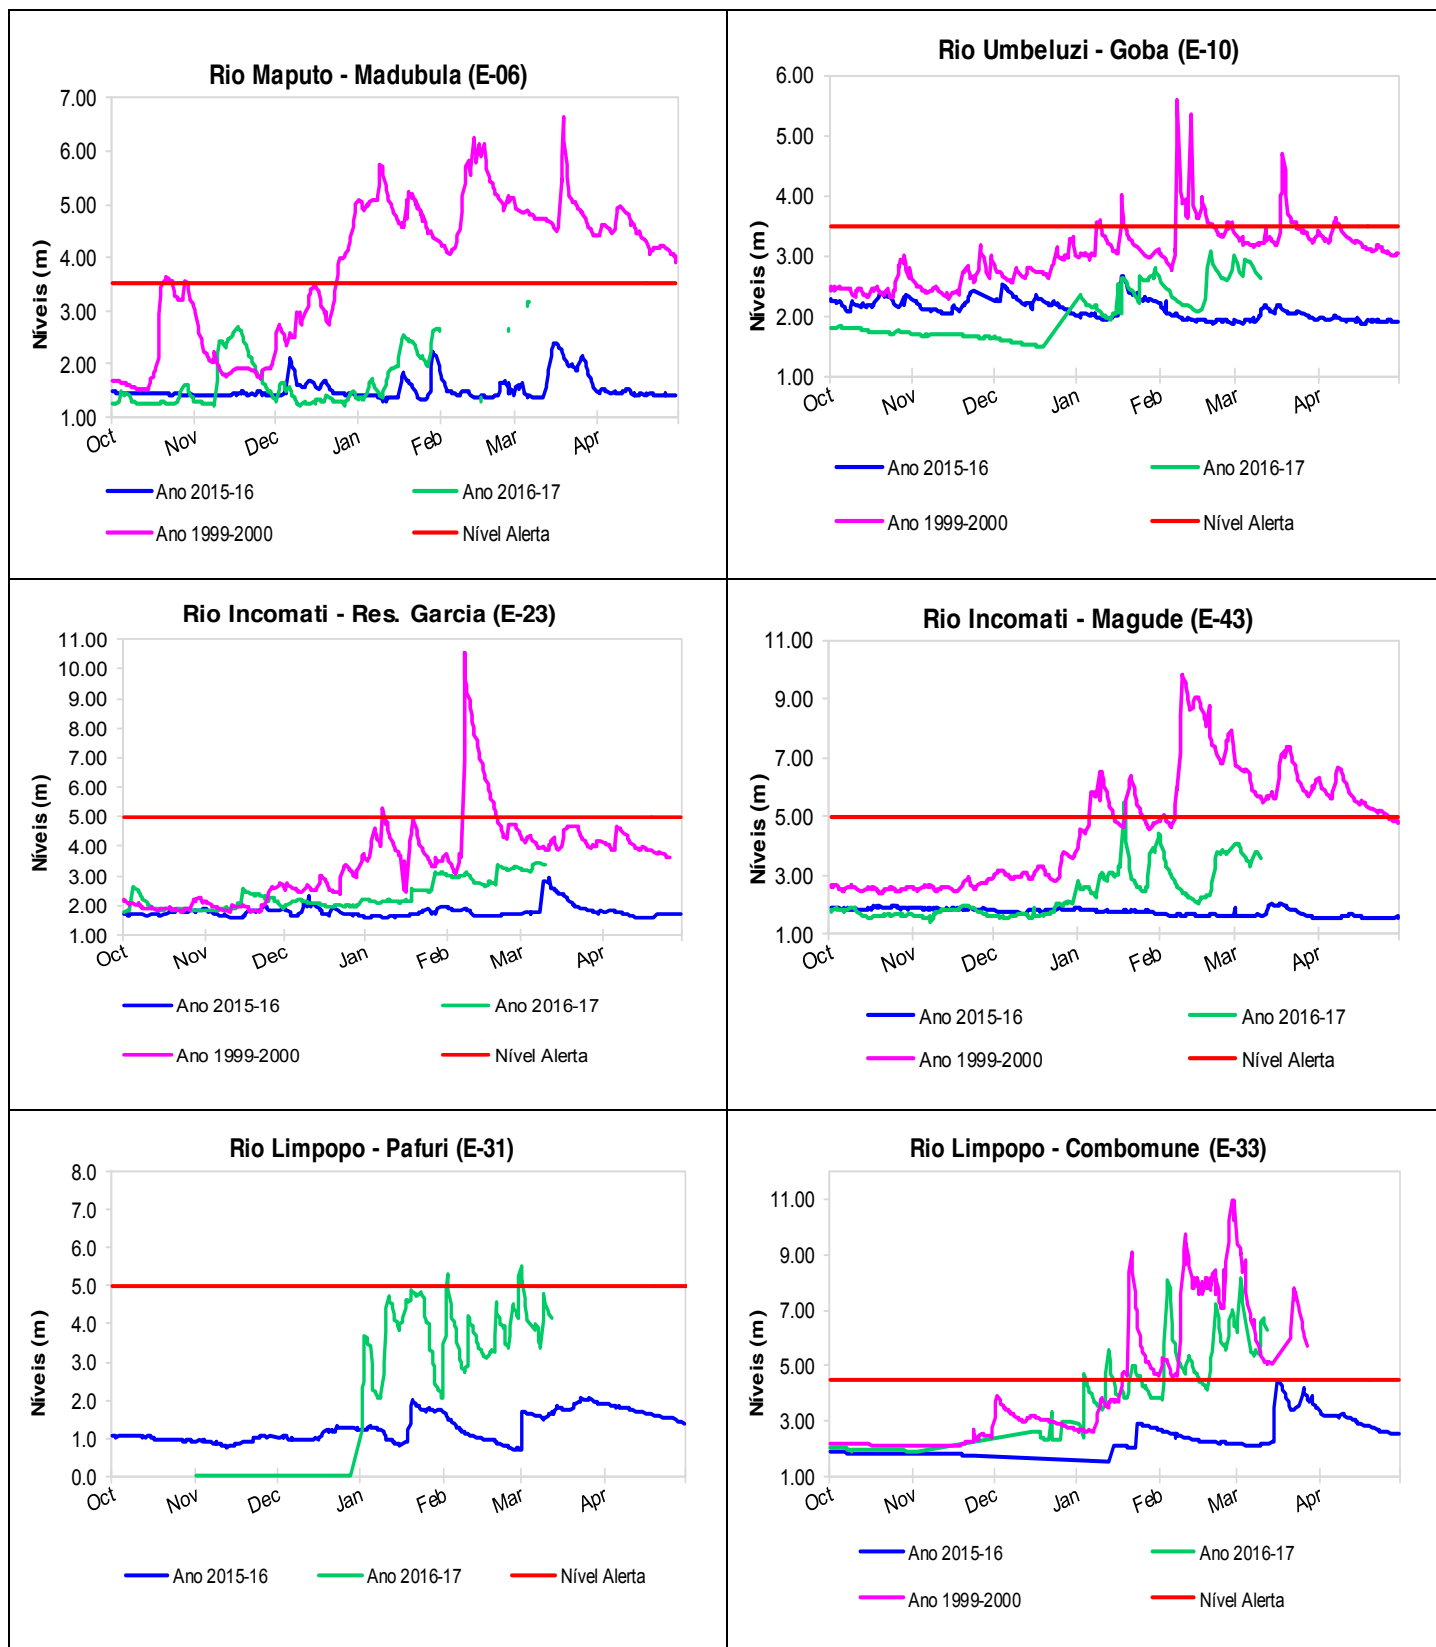 Rio Maputo - Madubula (E-06)
Níveis (m)
7.00
6.00
5.00
4.00
3.00
2.00
1.00
Oct Nov Dec Jan Feb Mar Apr
Ano 2015-16 Ano 2016-17
Ano 1999-2000 Nível Alerta
Rio Umbeluzi - Goba (E-10)
Níveis (m)
6.00
5.00
4.00
3.00
2.00
1.00
Oct Nov Dec Jan Feb Mar Apr
Ano 2015-16 Ano 2016-17
Ano 1999-2000 Nível Alerta
Rio Incomati - Res. Garcia (E-23)
Níveis (m)
11.00
10.00
9.00
8.00
7.00
6.00
5.00
4.00
3.00
2.00
1.00
Oct Nov Dec Jan Feb Mar Apr
Ano 2015-16 Ano 2016-17
Ano 1999-2000 Nível Alerta
Rio Incomati - Magude (E-43)
Níveis (m)
11.00
9.00
7.00
5.00
3.00
1.00
Oct Nov Dec Jan Feb Mar Apr
Ano 2015-16 Ano 2016-17
Ano 1999-2000 Nível Alerta
Rio Limpopo - Pafuri (E-31)
Níveis (m)
8.0
7.0
6.0
5.0
4.0
3.0
2.0
1.0
0.0
Oct Nov Dec Jan Feb Mar Apr
Ano 2015-16 Ano 2016-17 Nível Alerta
Rio Limpopo - Combomune (E-33)
Níveis (m)
11.00
9.00
7.00
5.00
3.00
1.00
Oct Nov Dec Jan Feb Mar Apr
Ano 2015-16 Ano 2016-17
Ano 1999-2000 Nível Alerta